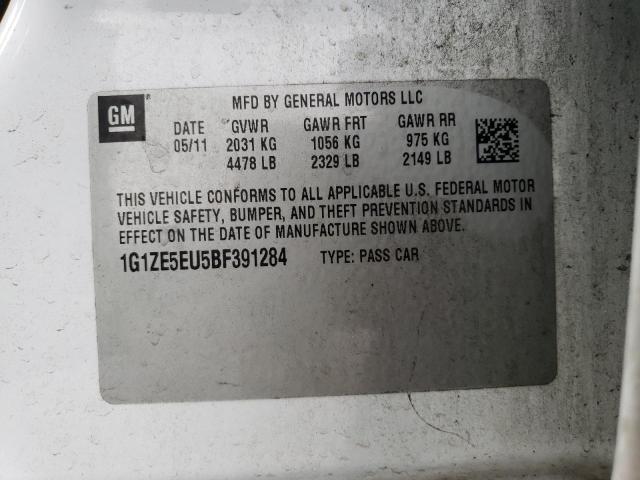 GM®
MFD BY GENERAL MOTORS LLC
DATE GVWR GAWR FRT GAWR RR
05/11 2031 KG 1056 KG 975 KG
4478 LB 2329 LB 2149 LB
THIS VEHICLE CONFORMS TO ALL APPLICABLE U.S. FEDERAL MOTOR
VEHICLE SAFETY, BUMPER, AND THEFT PREVENTION STANDARDS IN
EFFECT ON THE DATE OF MANUFACTURE SHOWN ABOVE.
1G1ZE5EU5BF391284 TYPE: PASS CAR